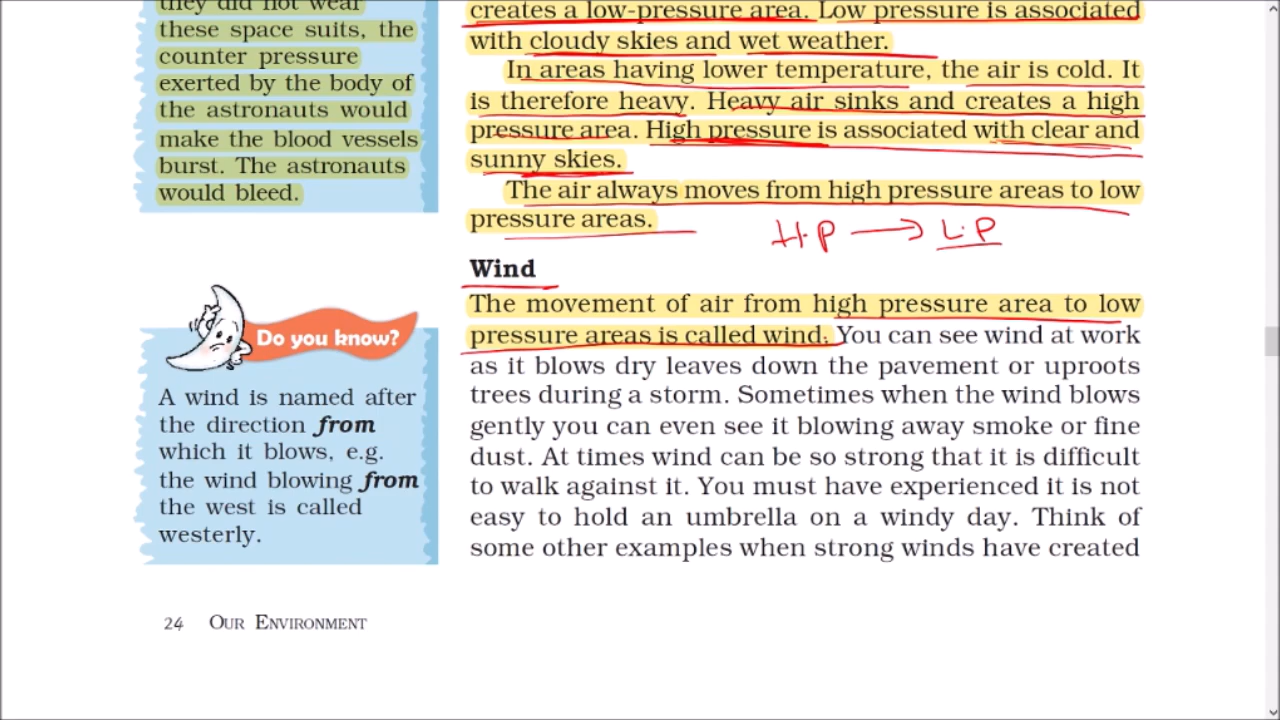 they did not wear
these space suits, the
counter pressure
exerted by the body of
the astronauts would
make the blood vessels
burst. The astronauts
would bleed.
creates a low-pressure area. Low pressure is associated
with cloudy skies and wet weather.
In areas having lower temperature, the air is cold. It
is therefore heavy. Heavy air sinks and creates a high
pressure area. High pressure is associated with clear and
sunny skies.
The air always moves from high pressure areas to low
pressure areas.
H.P → L.P
Wind
The movement of air from high pressure area to low
pressure areas is called wind. You can see wind at work
as it blows dry leaves down the pavement or uproots
trees during a storm. Sometimes when the wind blows
gently you can even see it blowing away smoke or fine
dust. At times wind can be so strong that it is difficult
to walk against it. You must have experienced it is not
easy to hold an umbrella on a windy day. Think of
some other examples when strong winds have created
Do you know?
A wind is named after
the direction from
which it blows, e.g.
the wind blowing from
the west is called
westerly.
24 OUR ENVIRONMENT